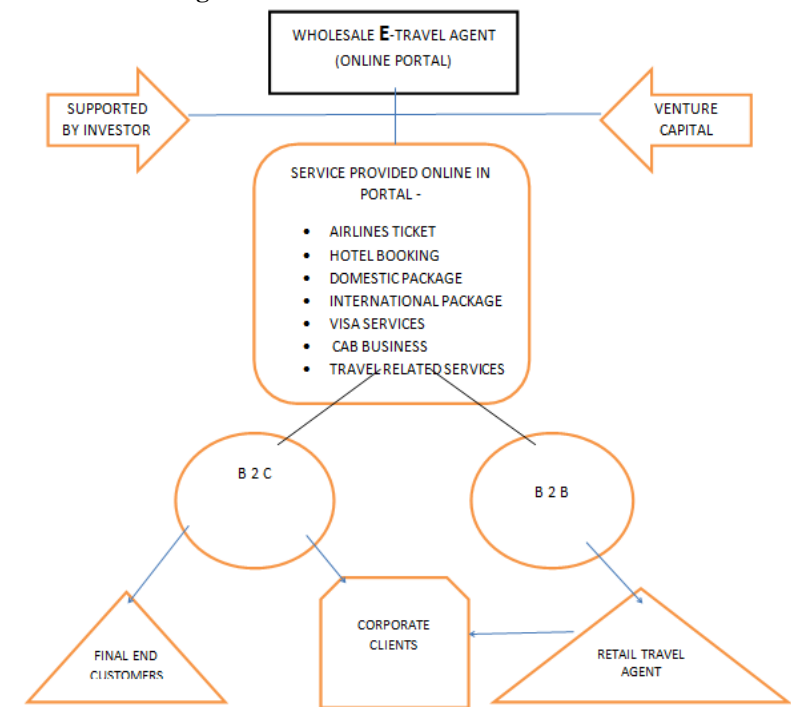 WHOLESALE E-TRAVEL AGENT
(ONLINE PORTAL)
SUPPORTED
BY INVESTOR
VENTURE
CAPITAL
SERVICE PROVIDED ONLINE IN
PORTAL -
• AIRLINES TICKET
• HOTEL BOOKING
• DOMESTIC PACKAGE
• INTERNATIONAL PACKAGE
• VISA SERVICES
• CAB BUSINESS
• TRAVEL RELATED SERVICES
B 2 C
B 2 B
FINAL END
CUSTOMERS
CORPORATE
CLIENTS
RETAIL TRAVEL
AGENT